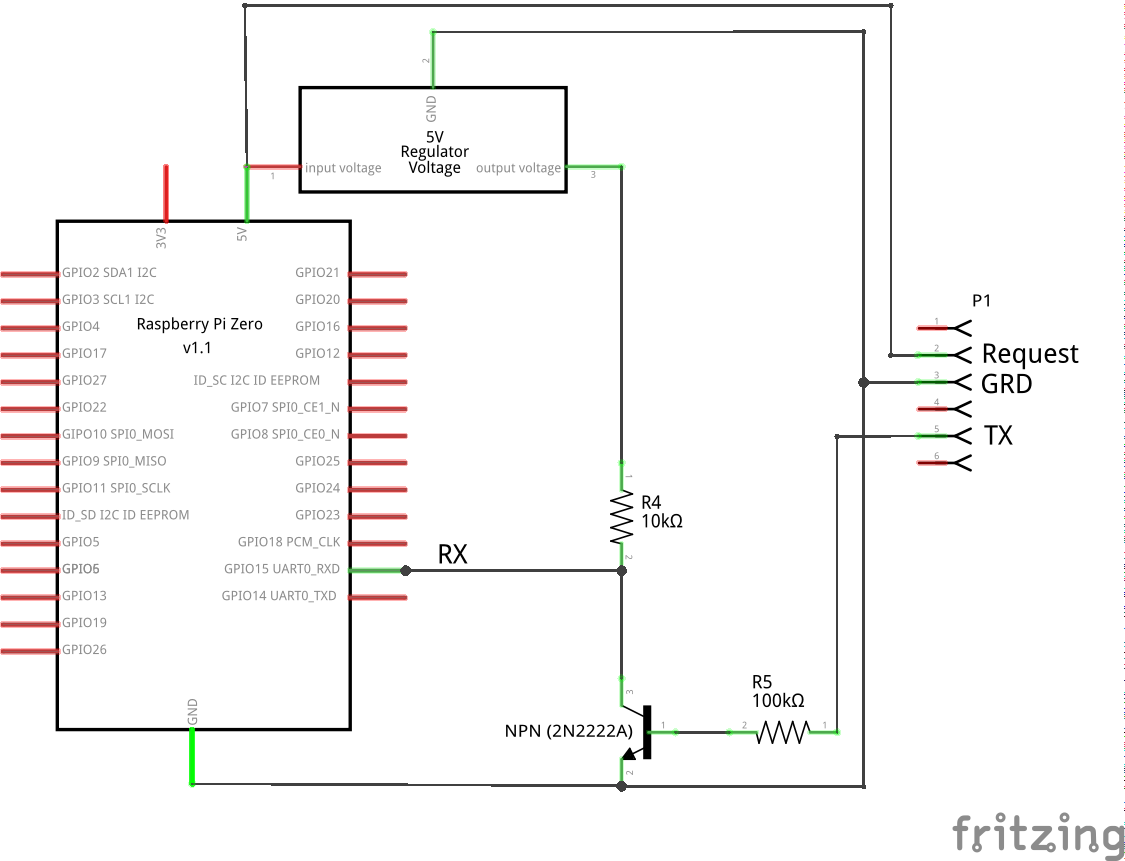 2
GND
5V
Regulator
Voltage
input voltage
output voltage
1
3
3V3
5V
GPIO2 SDA1 I2C
GPIO21
GPIO3 SCL1 I2C
GPIO20
GPIO4
Raspberry Pi Zero
GPIO16
v1.1
GPIO17
GPIO12
GPIO27
ID_SC I2C ID EEPROM
GPIO22
GPIO7 SPI0_CE1_N
GIPO10 SPI0_MOSI
GPIO8 SPI0_CE0_N
GPIO9 SPI0_MISO
GPIO25
GPIO11 SPI0_SCLK
GPIO24
ID_SD I2C ID EEPROM
GPIO23
GPIO5
GPIO18 PCM_CLK
GPIO6
GPIO15 UART0_RXD
GPIO13
GPIO14 UART0_TXD
GPIO19
GPIO26
GND
RX
1
R4
10kΩ
2
P1
1
2
Request
3
GRD
4
5
TX
6
R5
100kΩ
3
NPN (2N2222A)
1
2
1
2
fritzing